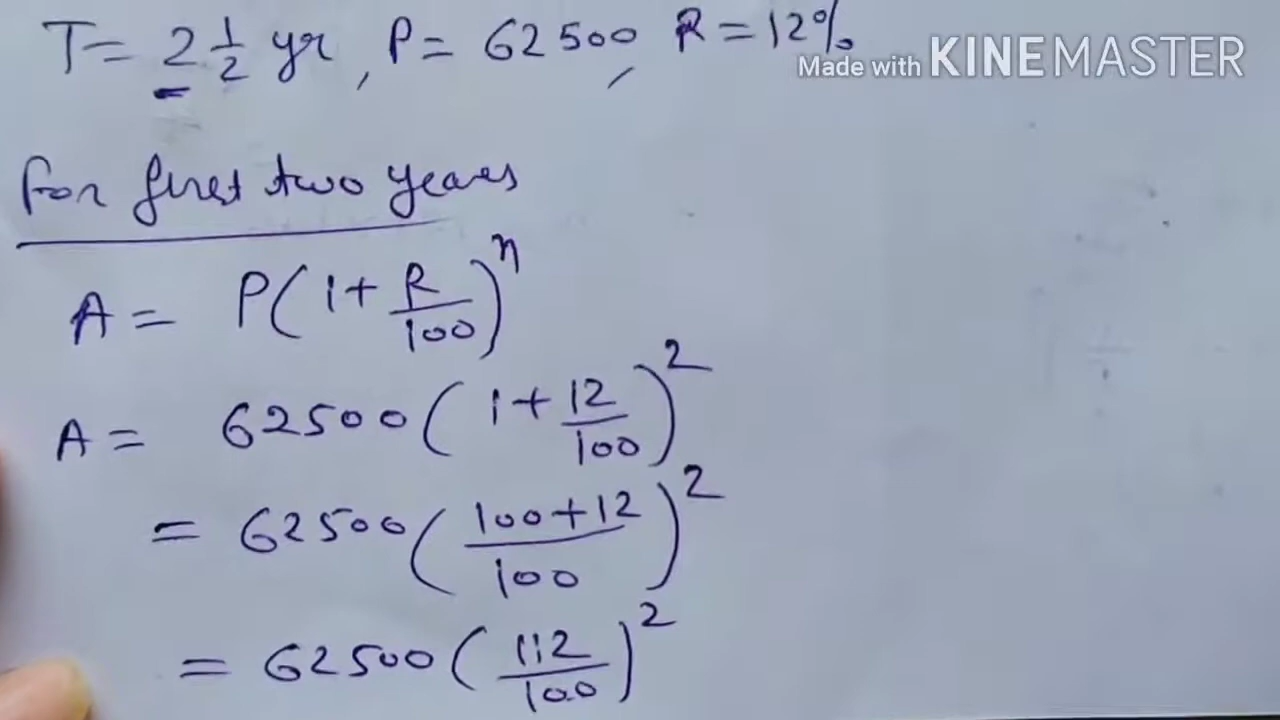 T = 2 1/2 yr, P = 62500, R = 12%
Made with KINEMASTER
For first two years
A = P(1 + R/100)^n
A = 62500(1 + 12/100)^2
= 62500(100+12/100)^2
= 62500(112/100)^2